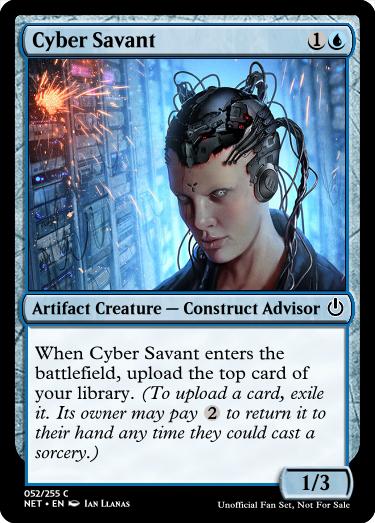 Cyber Savant 1
Artifact Creature — Construct Advisor
When Cyber Savant enters the
battlefield, upload the top card of
your library. (To upload a card, exile
it. Its owner may pay 2 to return it to
their hand any time they could cast a
sorcery.)
1/3
052/255 C
NET • EN Ian Llanas
Unofficial Fan Set, Not For Sale